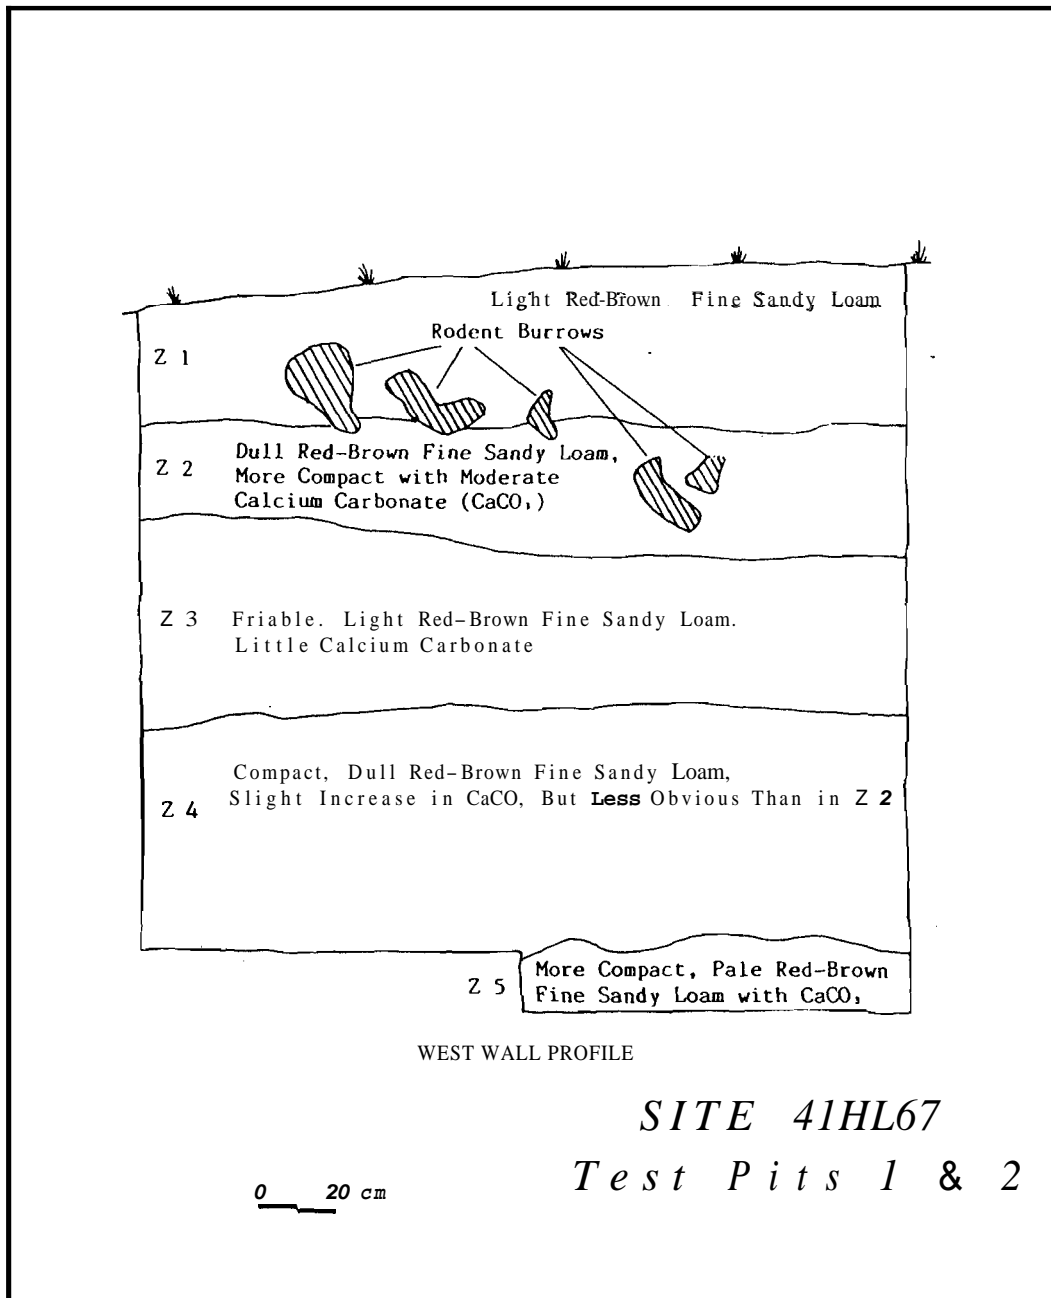 Light Red-Brown Fine Sandy Loam
Rodent Burrows
Z 1
Z 2
Dull Red-Brown Fine Sandy Loam,
More Compact with Moderate
Calcium Carbonate (CaCO₃)
Z 3
Friable. Light Red-Brown Fine Sandy Loam.
Little Calcium Carbonate
Z 4
Compact, Dull Red-Brown Fine Sandy Loam,
Slight Increase in CaCO, But Less Obvious Than in Z 2
Z 5
More Compact, Pale Red-Brown
Fine Sandy Loam with CaCO₃
WEST WALL PROFILE
SITE 41HL67
Test Pits 1 & 2
0 20 cm